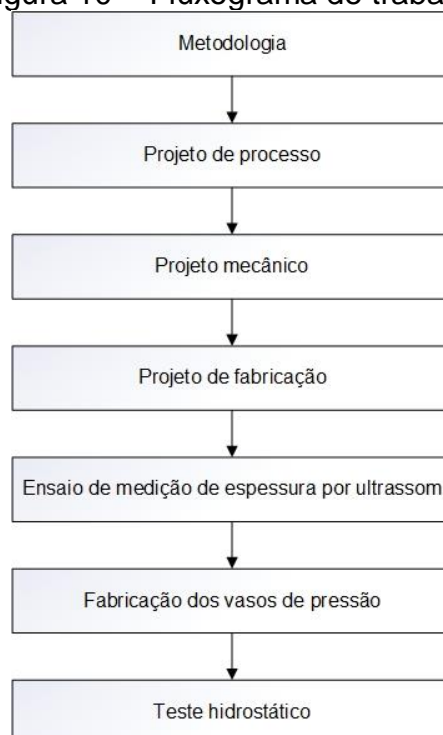 Metodologia
Projeto de processo
Projeto mecânico
Projeto de fabricação
Ensaio de medição de espessura por ultrassom
Fabricação dos vasos de pressão
Teste hidrostático